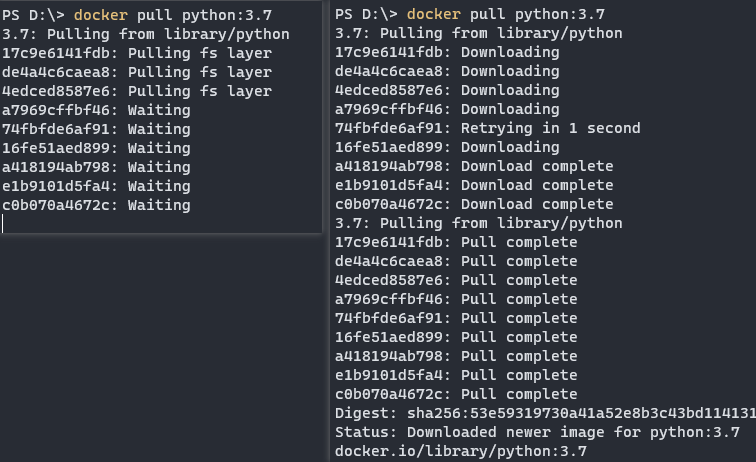 PS D:\> docker pull python:3.7
3.7: Pulling from library/python
17c9e6141fdb: Pulling fs layer
de4a4c6caea8: Pulling fs layer
4edced8587e6: Pulling fs layer
a7969cffbf46: Waiting
74fbfde6af91: Waiting
16fe51aed899: Waiting
a418194ab798: Waiting
e1b9101d5fa4: Waiting
c0b070a4672c: Waiting
PS D:\> docker pull python:3.7
3.7: Pulling from library/python
17c9e6141fdb: Downloading
de4a4c6caea8: Downloading
4edced8587e6: Downloading
a7969cffbf46: Downloading
74fbfde6af91: Retrying in 1 second
16fe51aed899: Downloading
a418194ab798: Download complete
e1b9101d5fa4: Download complete
c0b070a4672c: Download complete
3.7: Pulling from library/python
17c9e6141fdb: Pull complete
de4a4c6caea8: Pull complete
4edced8587e6: Pull complete
a7969cffbf46: Pull complete
74fbfde6af91: Pull complete
16fe51aed899: Pull complete
a418194ab798: Pull complete
e1b9101d5fa4: Pull complete
c0b070a4672c: Pull complete
Digest: sha256:53e59319730a41a52e8b3c43bd114131
Status: Downloaded newer image for python:3.7
docker.io/library/python:3.7